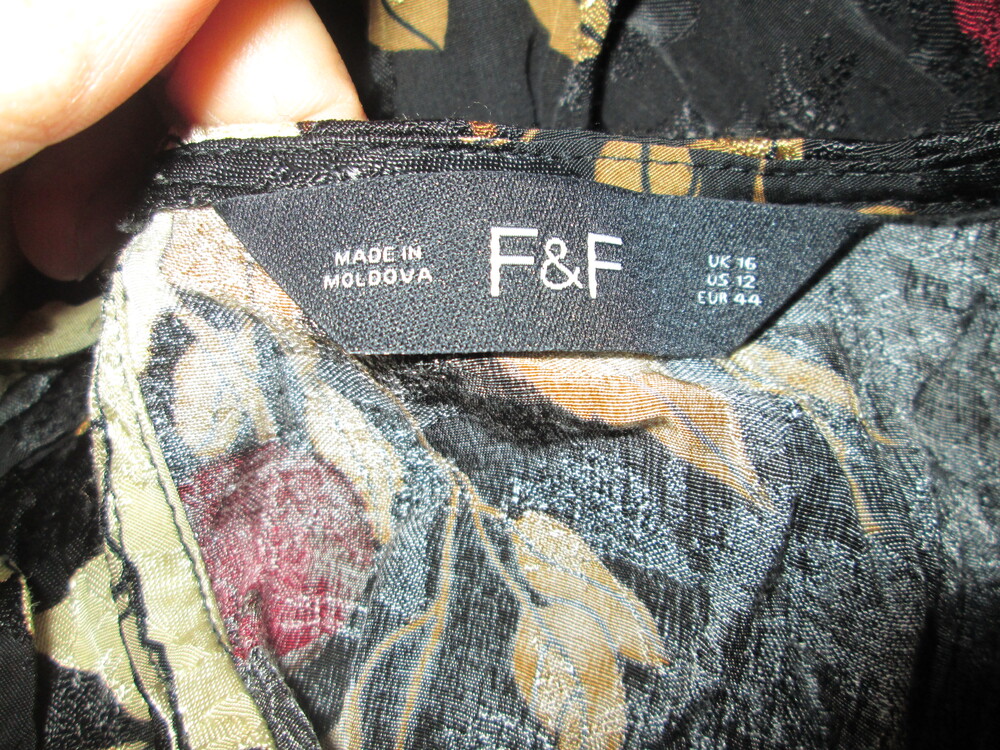 MADE IN
MOLDOVA
F&F
UK 16
US 12
EUR 44